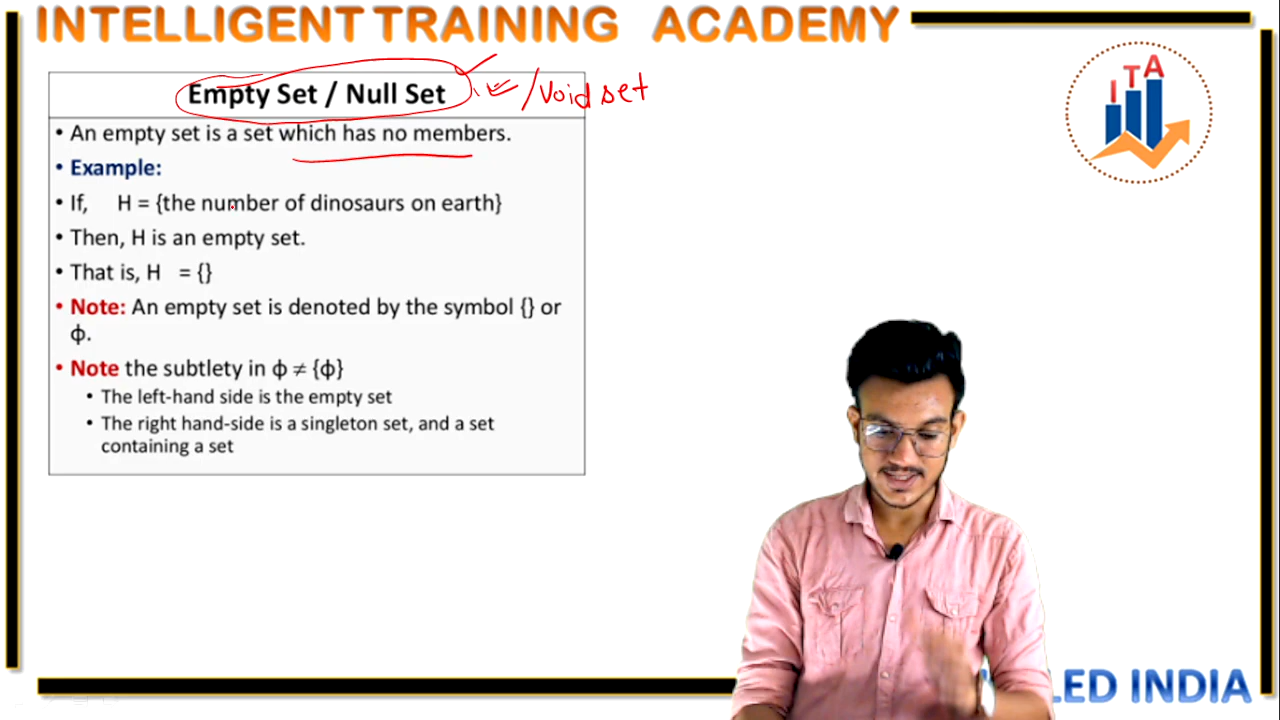 INTELLIGENT TRAINING ACADEMY
ITA
Empty Set / Null Set /Void set
• An empty set is a set which has no members.
• Example:
• If, H = {the number of dinosaurs on earth}
• Then, H is an empty set.
• That is, H = {}
• Note: An empty set is denoted by the symbol {} or
ϕ.
• Note the subtlety in ϕ ≠ {ϕ}
• The left-hand side is the empty set
• The right hand-side is a singleton set, and a set
containing a set
LED INDIA